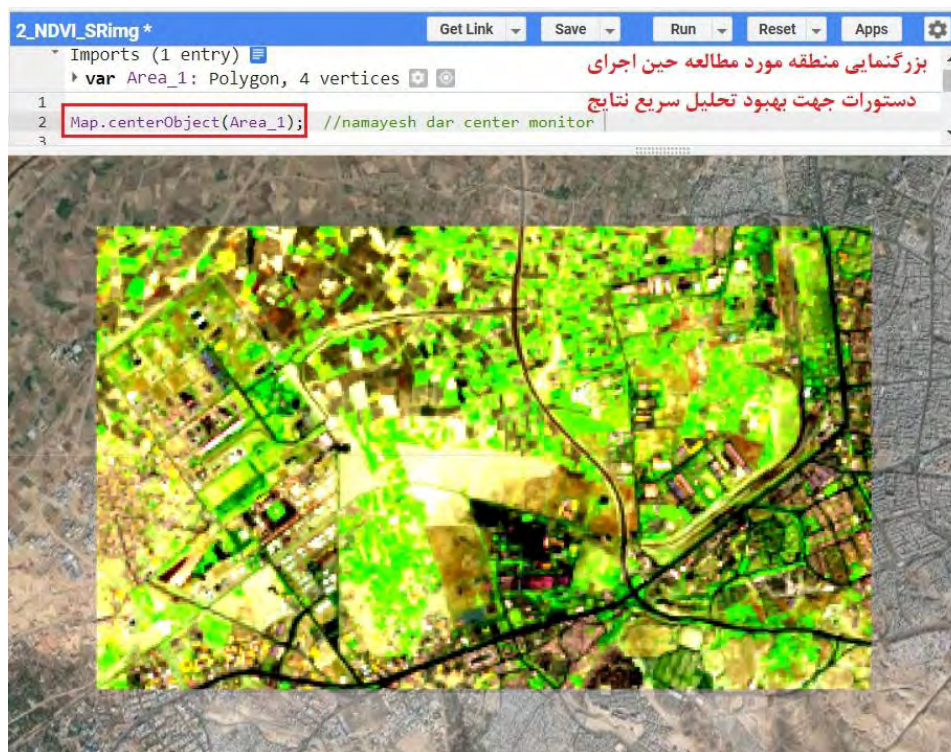 2_NDVI_SRimg *
Get Link Save Run Reset Apps
Imports (1 entry)
var Area_1: Polygon, 4 vertices
بزرگنمایی منطقه مورد مطالعه حین اجرای
دستورات جهت بهبود تحلیل سریع نتایج
1
2 Map.centerObject(Area_1); //namayesh dar center monitor
3